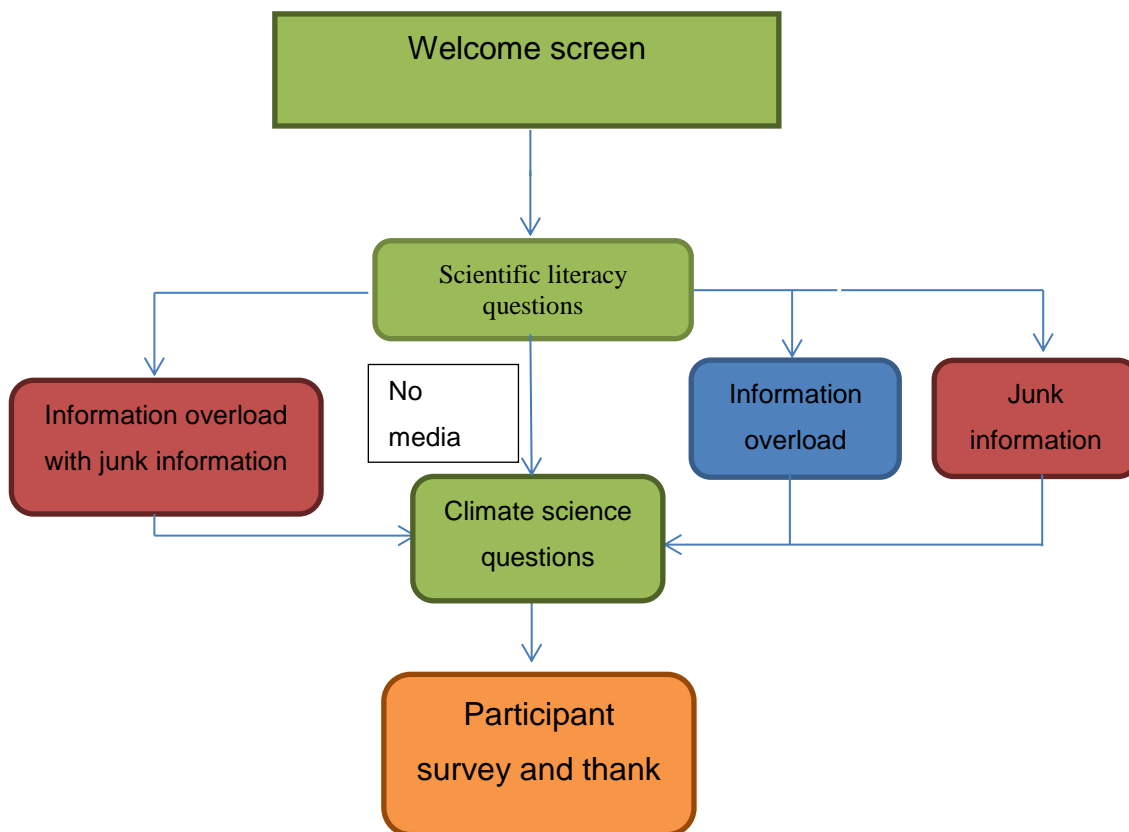 Welcome screen
Scientific literacy
questions
Information overload
with junk information
No
media
Information
overload
Junk
information
Climate science
questions
Participant
survey and thank